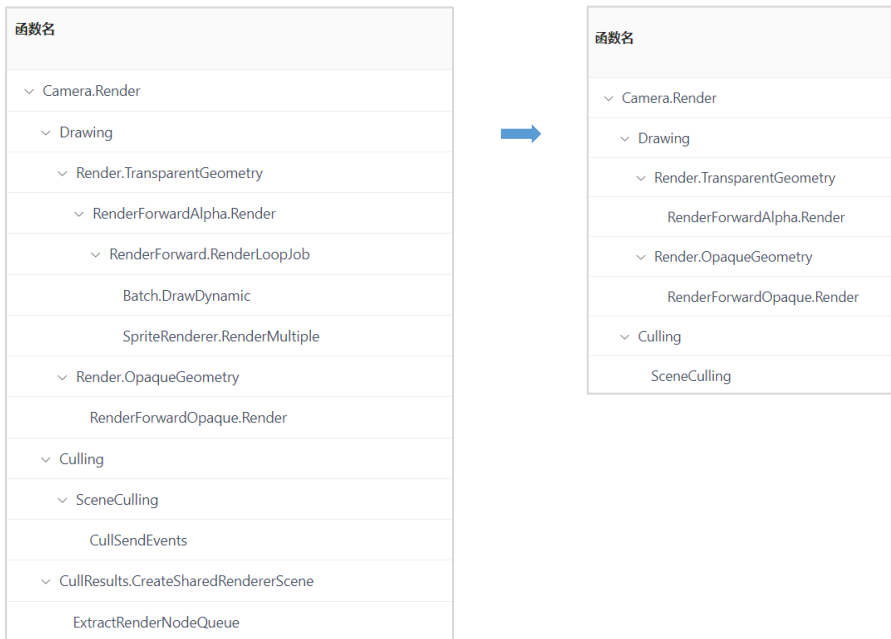 函数名
Camera.Render
Drawing
Render.TransparentGeometry
RenderForwardAlpha.Render
RenderForward.RenderLoopJob
Batch.DrawDynamic
SpriteRenderer.RenderMultiple
Render.OpaqueGeometry
RenderForwardOpaque.Render
Culling
SceneCulling
CullSendEvents
CullResults.CreateSharedRendererScene
ExtractRenderNodeQueue
函数名
Camera.Render
Drawing
Render.TransparentGeometry
RenderForwardAlpha.Render
Render.OpaqueGeometry
RenderForwardOpaque.Render
Culling
SceneCulling